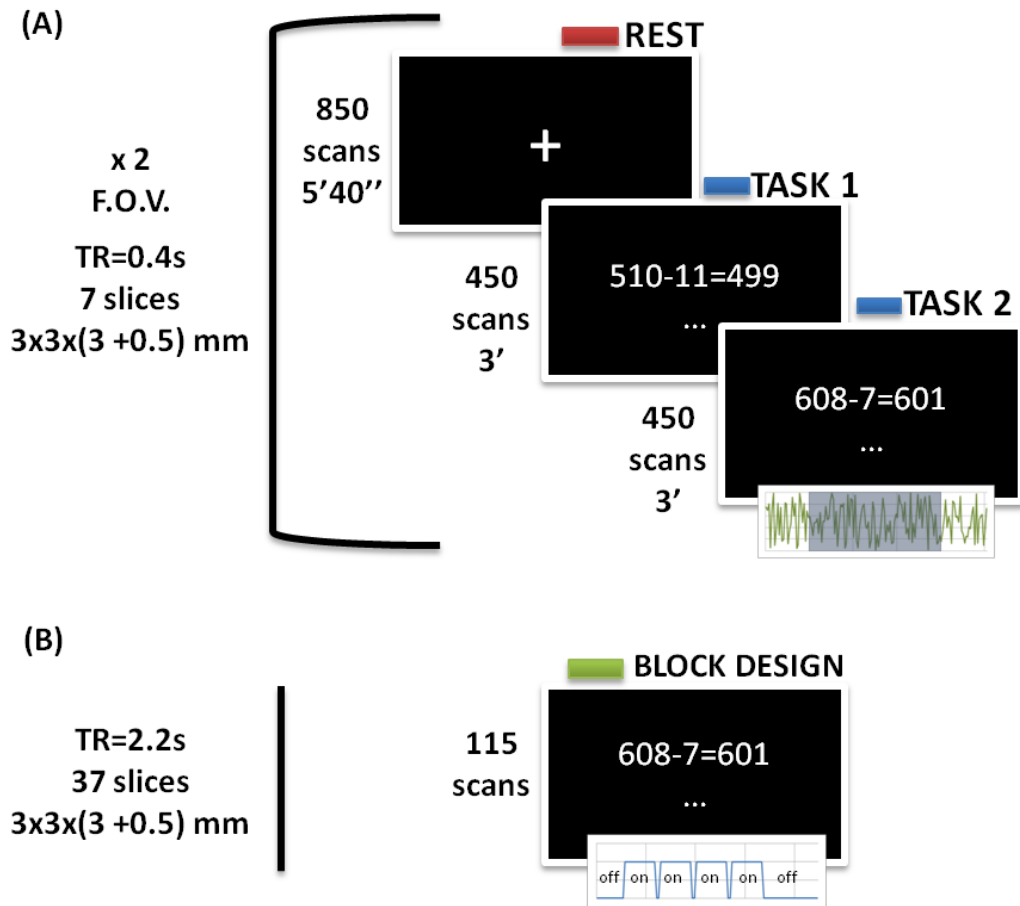 (A)
REST
850
scans
5'40''
x 2
F.O.V.
TR=0.4s
7 slices
3x3x(3 +0.5) mm
+
TASK 1
450
scans
3'
510-11=499
...
TASK 2
450
scans
3'
608-7=601
...
(B)
BLOCK DESIGN
TR=2.2s
37 slices
3x3x(3 +0.5) mm
115
scans
608-7=601
...
off on on on on off